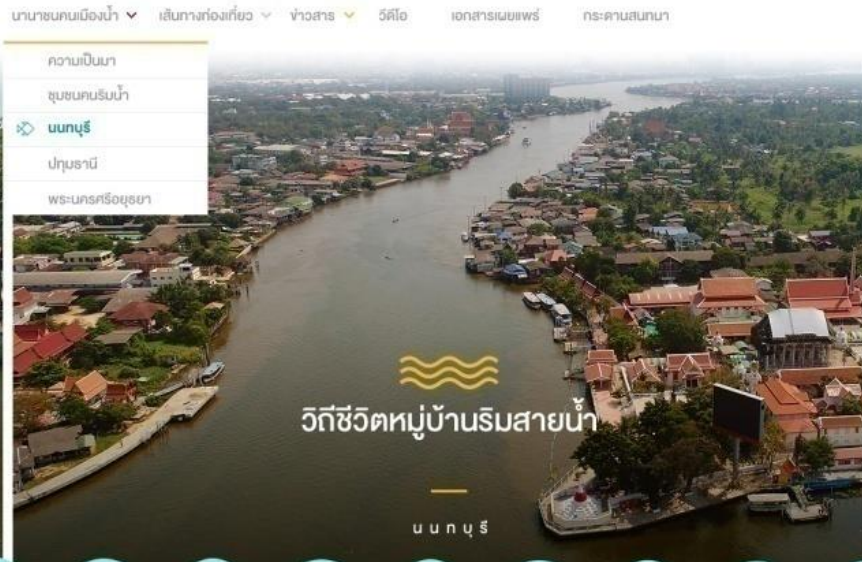 นานาชนคนเมืองน้ำ เส้นทางท่องเที่ยว ข่าวสาร วีดีโอ เอกสารเผยแพร่ กระดานสนทนา
ความเป็นมา
ชุมชนคนริมน้ำ
นนทบุรี
ปทุมธานี
พระนครศรีอยุธยา
วิถีชีวิตหมู่บ้านริมสายน้ำ
นนทบุรี